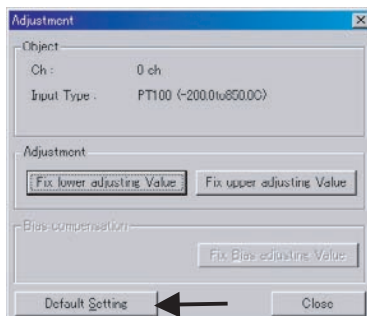 Adjustment
Object
Ch : 0 ch
Input Type : PT100 (-200.0to850.0C)
Adjustment
Fix lower adjusting Value Fix upper adjusting Value
Bias compensation
Fix Bias adjusting Value
Default Setting Close